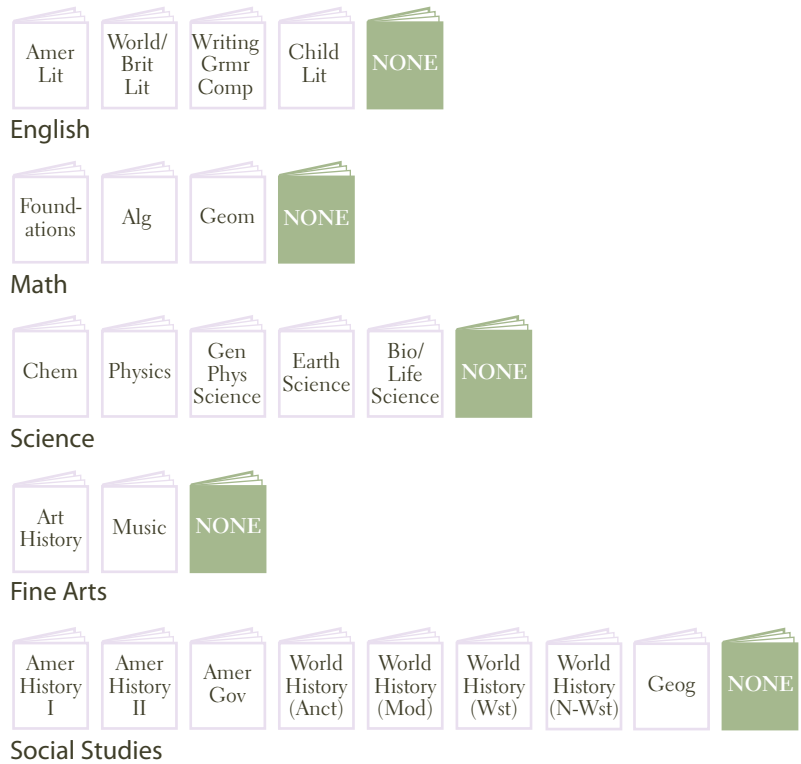 Amer
Lit
World/
Brit
Lit
Writing
Grmr
Comp
Child
Lit
NONE
English
Found-
ations
Alg
Geom
NONE
Math
Chem
Physics
Gen
Phys
Science
Earth
Science
Bio/
Life
Science
NONE
Science
Art
History
Music
NONE
Fine Arts
Amer
History
I
Amer
History
II
Amer
Gov
World
History
(Anct)
World
History
(Mod)
World
History
(Wst)
World
History
(N-Wst)
Geog
NONE
Social Studies